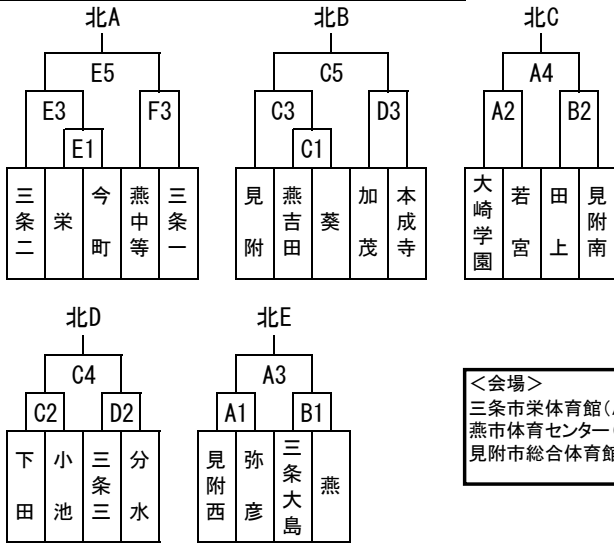 北A
E5
E3 F3
E1
三条二 栄 今町 燕中等 三条一
北B
C5
C3 D3
C1
見附 燕吉田 葵 加茂 本成寺
北C
A4
A2 B2
大崎学園 若宮 田上 見附南
北D
C4
C2 D2
下田 小池 三条三 分水
北E
A3
A1 B1
見附西 弥彦 三条大島 燕
<会場>
三条市栄体育館(
燕市体育センター
見附市総合体育館